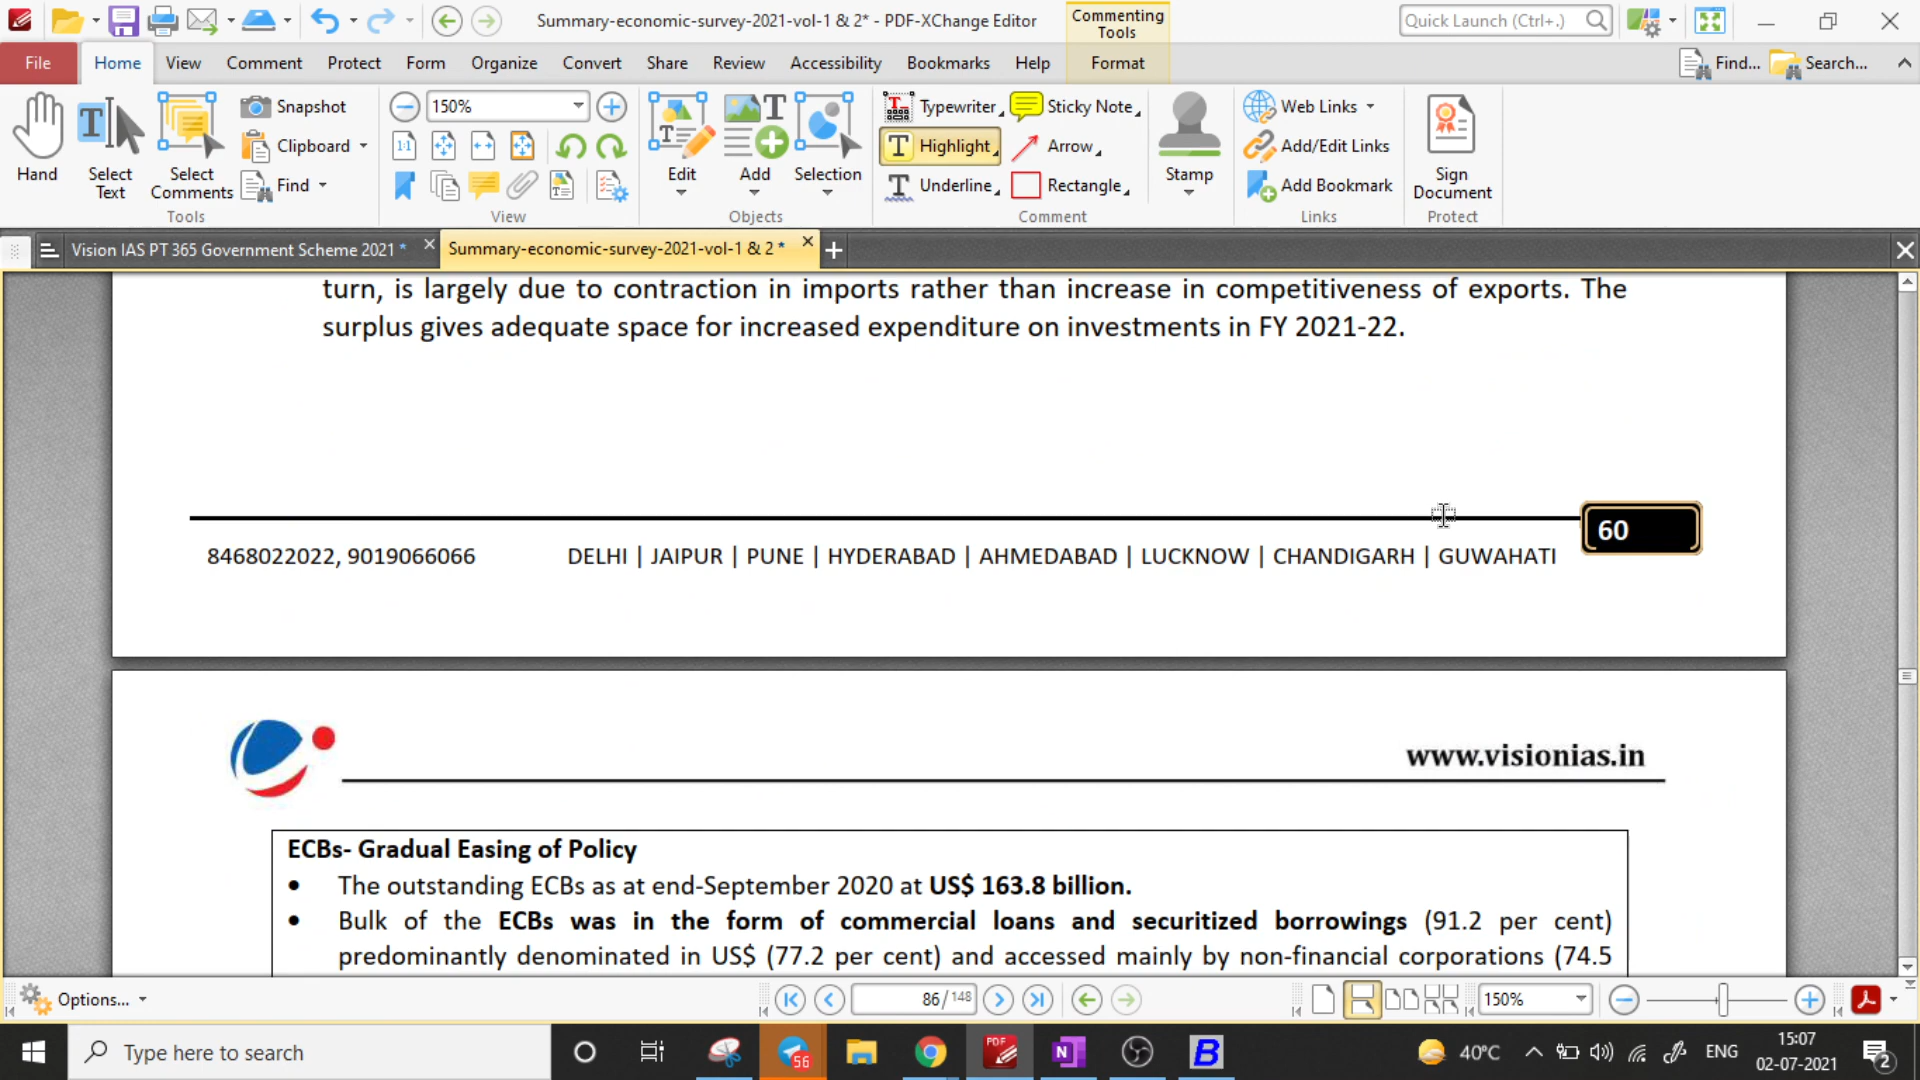 Summary-economic-survey-2021-vol-1 & 2* - PDF-XChange Editor
Commenting Tools
Quick Launch (Ctrl+.)
File Home View Comment Protect Form Organize Convert Share Review Accessibility Bookmarks Help Format Find... Search...
Hand
Select Text
Select Comments
Snapshot
Clipboard
Find
Tools
150%
View
Edit
Add
Selection
Objects
Typewriter
Sticky Note
Highlight
Arrow
Underline
Rectangle
Stamp
Comment
Web Links
Add/Edit Links
Add Bookmark
Links
Sign Document
Protect
Vision IAS PT 365 Government Scheme 2021 *
Summary-economic-survey-2021-vol-1 & 2 *
turn, is largely due to contraction in imports rather than increase in competitiveness of exports. The
surplus gives adequate space for increased expenditure on investments in FY 2021-22.
60
8468022022, 9019066066 DELHI | JAIPUR | PUNE | HYDERABAD | AHMEDABAD | LUCKNOW | CHANDIGARH | GUWAHATI
www.visionias.in
ECBs- Gradual Easing of Policy
• The outstanding ECBs as at end-September 2020 at US$ 163.8 billion.
• Bulk of the ECBs was in the form of commercial loans and securitized borrowings (91.2 per cent)
predominantly denominated in US$ (77.2 per cent) and accessed mainly by non-financial corporations (74.5
Options...
86 / 148
150%
Type here to search
56
PDF
N
B
40°C
ENG
15:07
02-07-2021
2